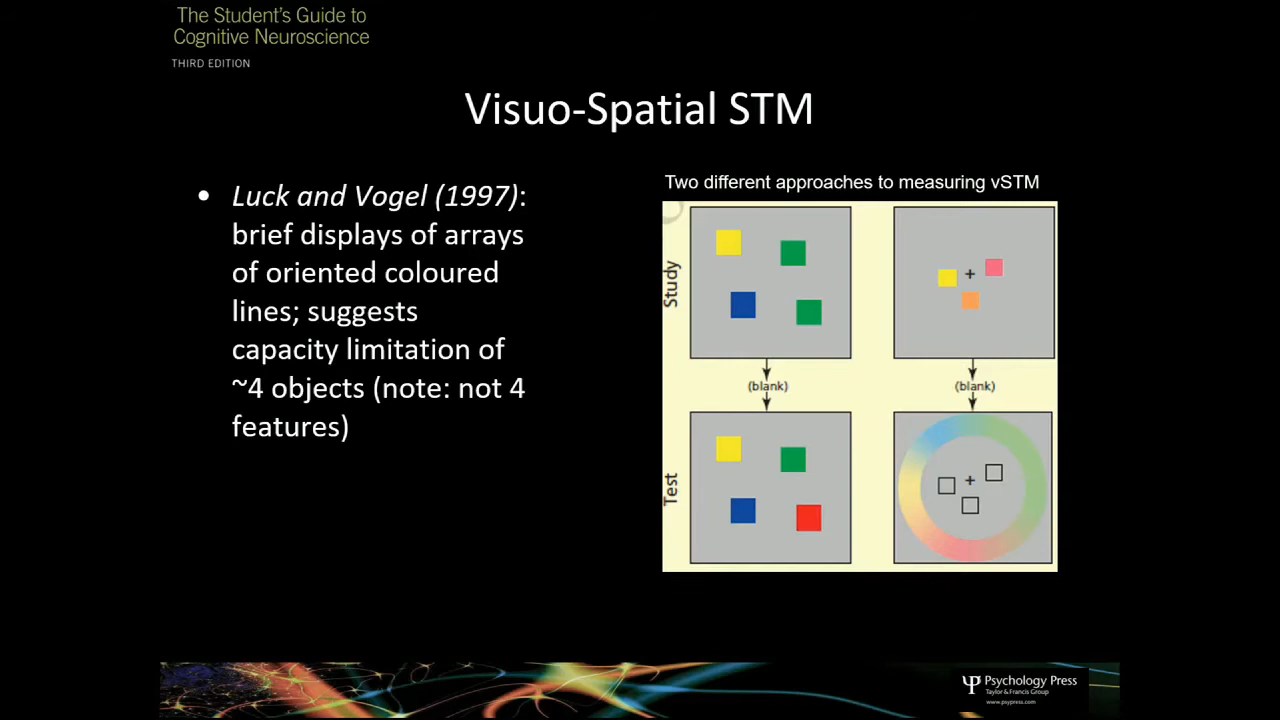 The Student's Guide to
Cognitive Neuroscience
THIRD EDITION
Visuo-Spatial STM
• Luck and Vogel (1997):
brief displays of arrays
of oriented coloured
lines; suggests
capacity limitation of
~4 objects (note: not 4
features)
Two different approaches to measuring vSTM
Study
+
(blank)
(blank)
Test
+
Psychology Press
Taylor & Francis Group
www.psypress.com